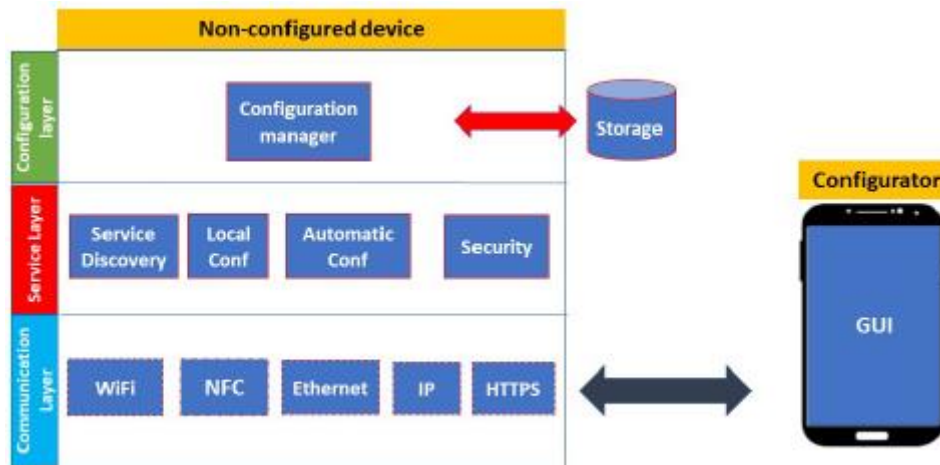 Non-configured device
Configuration
layer
Configuration
manager
Storage
Configurator
Service Layer
Service
Discovery
Local
Conf
Automatic
Conf
Security
GUI
Communication
Layer
WiFi
NFC
Ethernet
IP
HTTPS